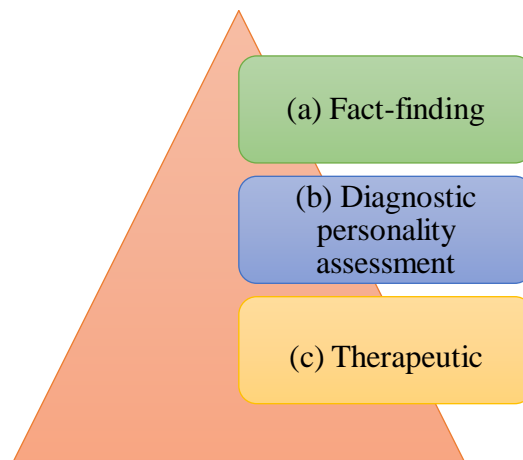 (a) Fact-finding
(b) Diagnostic
personality
assessment
(c) Therapeutic